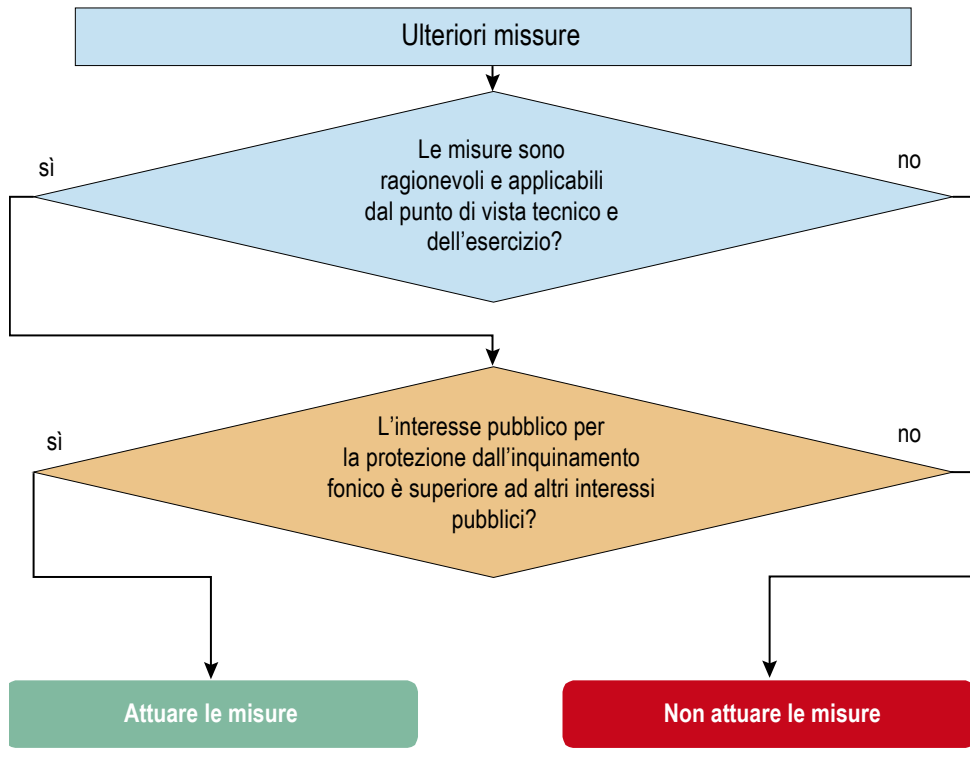 Ulteriori missure
sì
no
Le misure sono
ragionevoli e applicabili
dal punto di vista tecnico e
dell'esercizio?
sì
no
L'interesse pubblico per
la protezione dall'inquinamento
fonico è superiore ad altri interessi
pubblici?
Attuare le misure
Non attuare le misure